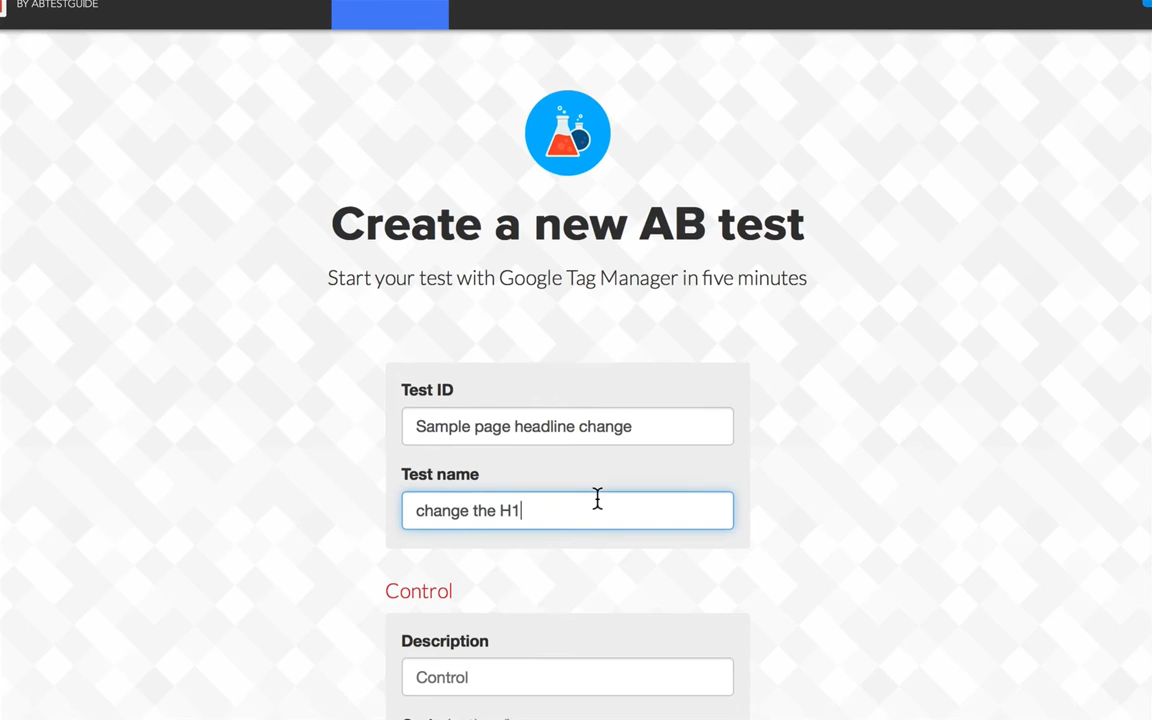 BY ABTESTGUIDE
Create a new AB test
Start your test with Google Tag Manager in five minutes
Test ID
Sample page headline change
Test name
change the H1
Control
Description
Control